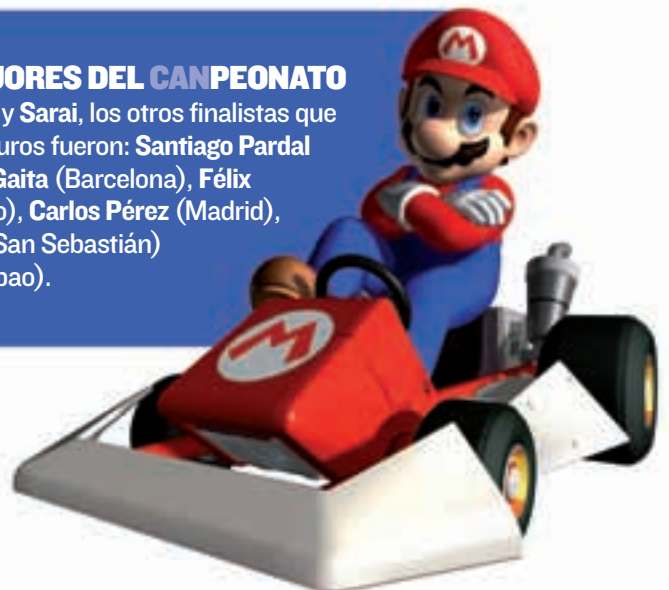 JORES DEL CANPEONATO
y Sarai, los otros finalistas que
uros fueron: Santiago Pardal
Gaita (Barcelona), Félix
o), Carlos Pérez (Madrid),
San Sebastián)
bao).
M
M